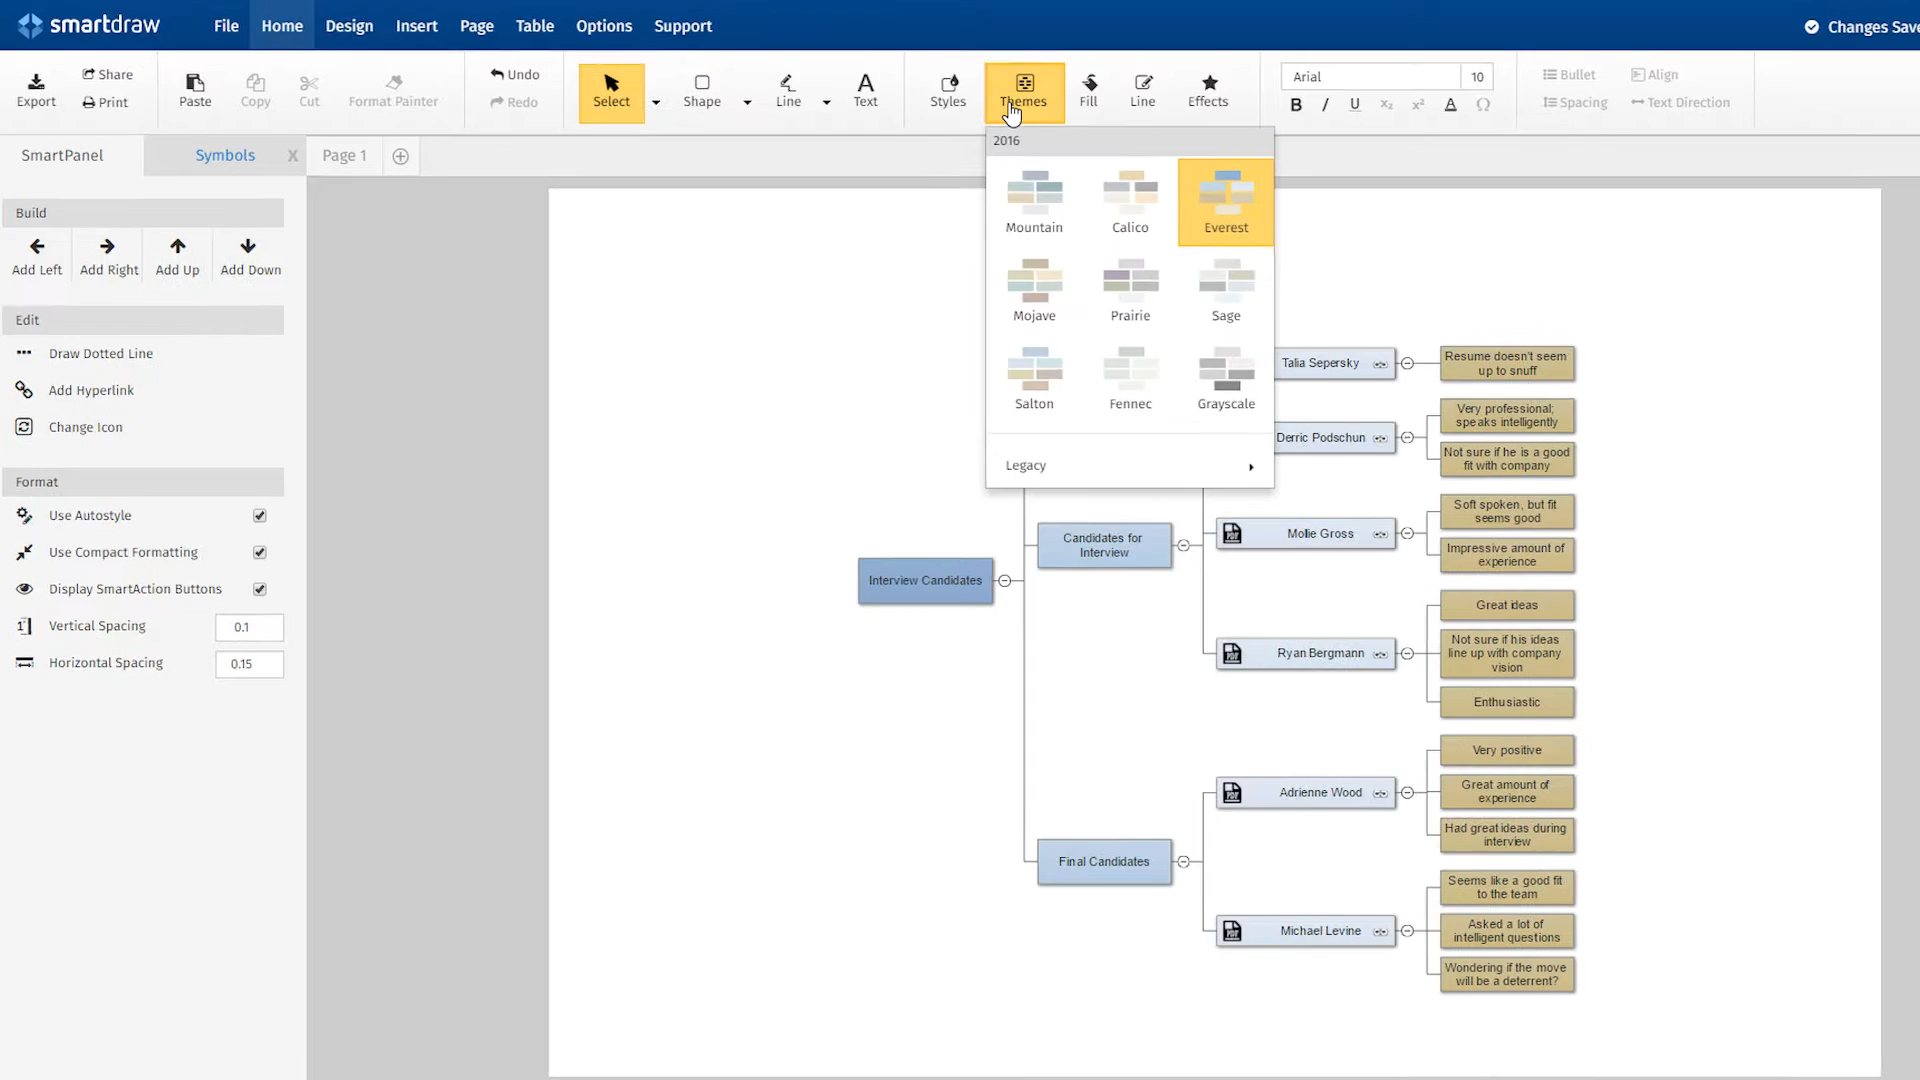 smartdraw
File Home Design Insert Page Table Options Support
Changes Save
Export
Share
Print
Paste
Copy
Cut
Format Painter
Undo
Redo
Select
Shape
Line
Text
Styles
Themes
Fill
Line
Effects
Arial 10
B I U x₂ x² A Ω
Bullet
Spacing
Align
Text Direction
SmartPanel
Symbols X
Page 1
Build
Add Left
Add Right
Add Up
Add Down
Edit
Draw Dotted Line
Add Hyperlink
Change Icon
Format
Use Autostyle
Use Compact Formatting
Display SmartAction Buttons
Vertical Spacing 0.1
Horizontal Spacing 0.15
2016
Mountain Calico Everest
Mojave Prairie Sage
Salton Fennec Grayscale
Legacy
Interview Candidates
Candidates for
Interview
Final Candidates
Talia Sepersky
Resume doesn't seem
up to snuff
Derric Podschun
Very professional;
speaks intelligently
Not sure if he is a good
fit with company
PDF
Mollie Gross
Soft spoken, but fit
seems good
Impressive amount of
experience
PDF
Ryan Bergmann
Great ideas
Not sure if his ideas
line up with company
vision
Enthusiastic
PDF
Adrienne Wood
Very positive
Great amount of
experience
Had great ideas during
interview
PDF
Michael Levine
Seems like a good fit
to the team
Asked a lot of
intelligent questions
Wondering if the move
will be a deterrent?